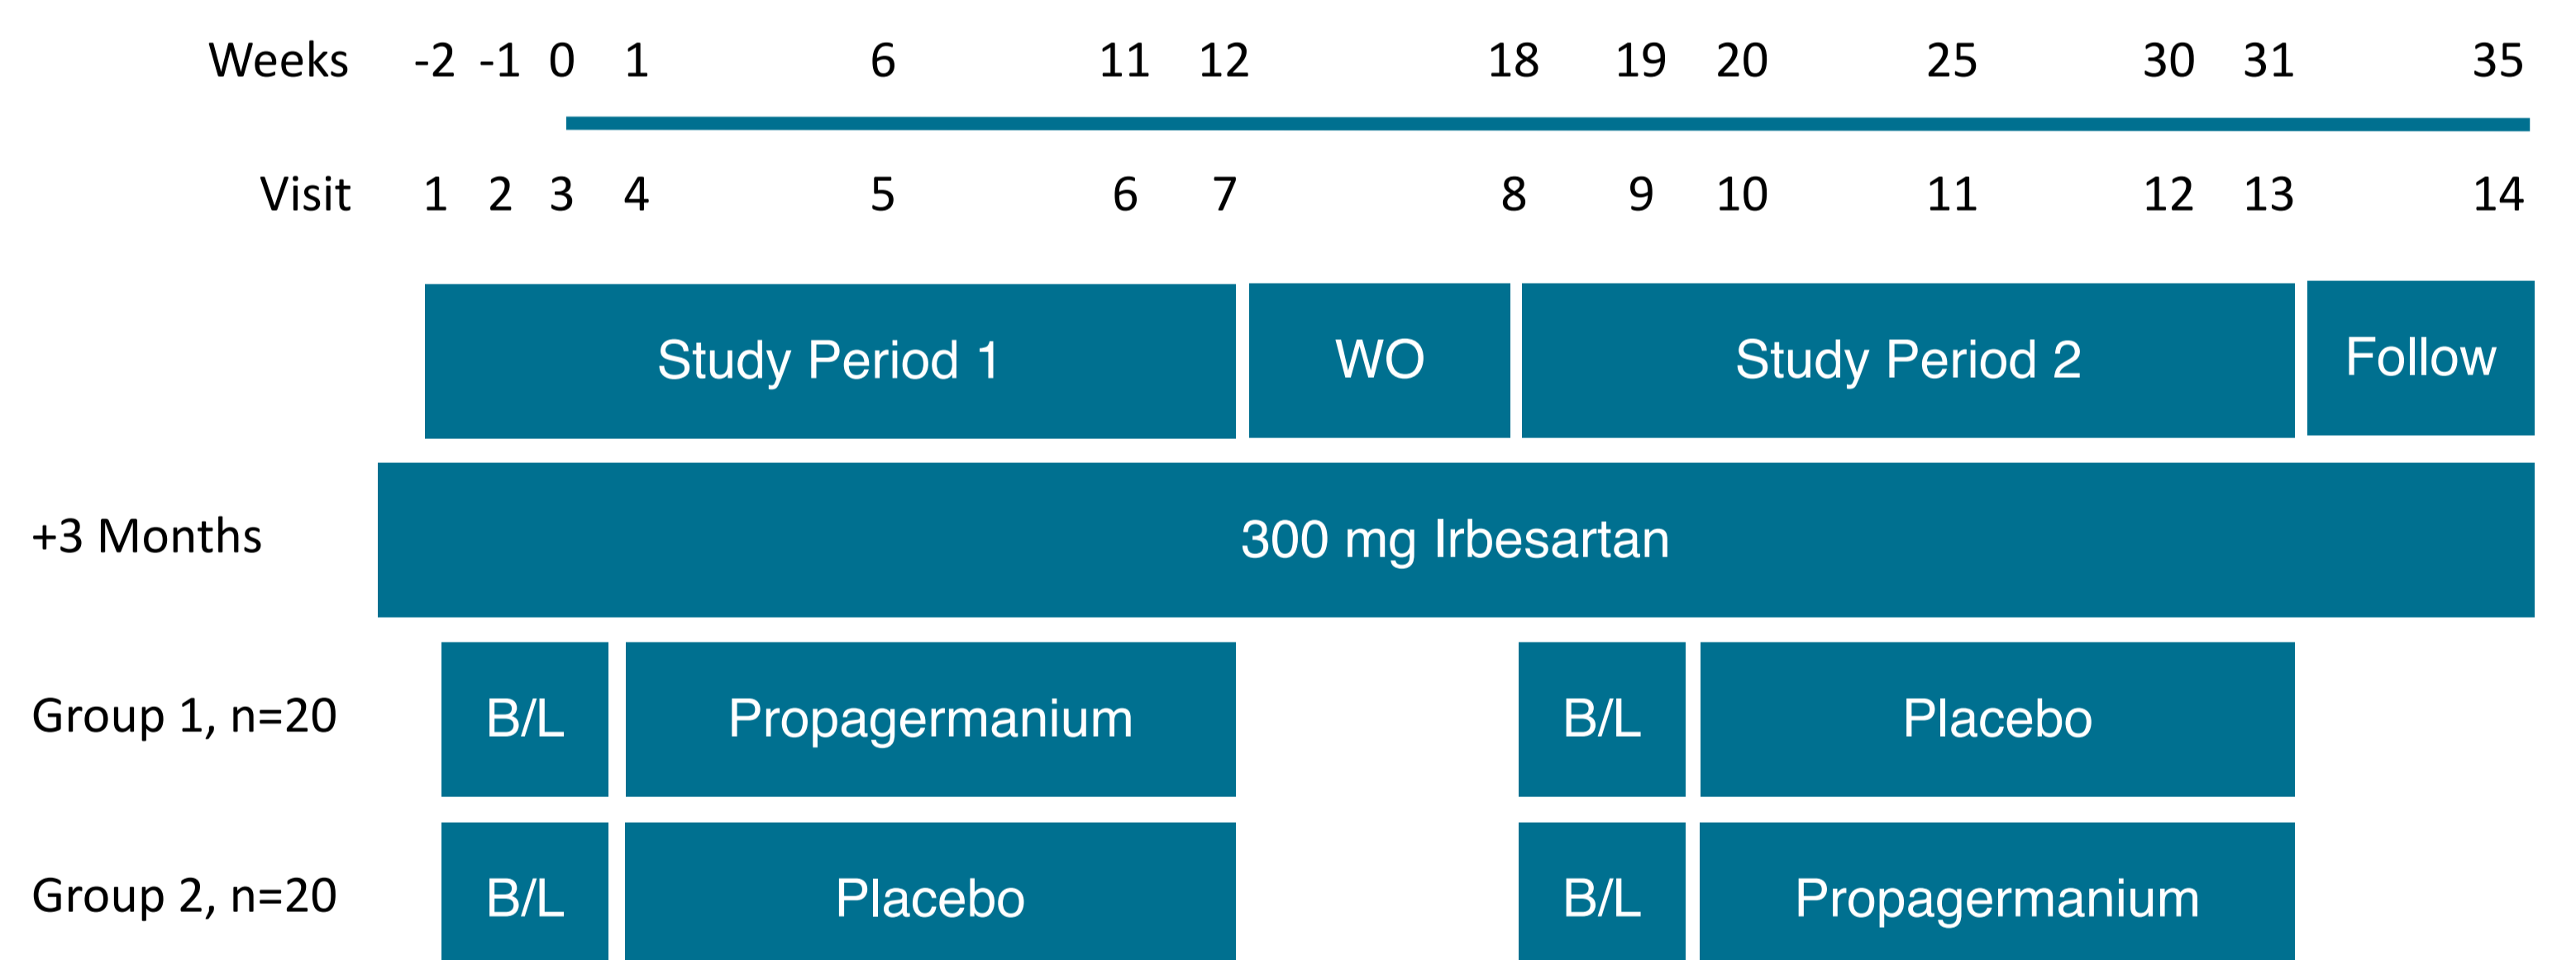 Weeks -2 -1 0 1 6 11 12 18 19 20 25 30 31 35
Visit 1 2 3 4 5 6 7 8 9 10 11 12 13 14
Study Period 1 WO Study Period 2 Follow
+3 Months 300 mg Irbesartan
Group 1, n=20 B/L Propagermanium B/L Placebo
Group 2, n=20 B/L Placebo B/L Propagermanium